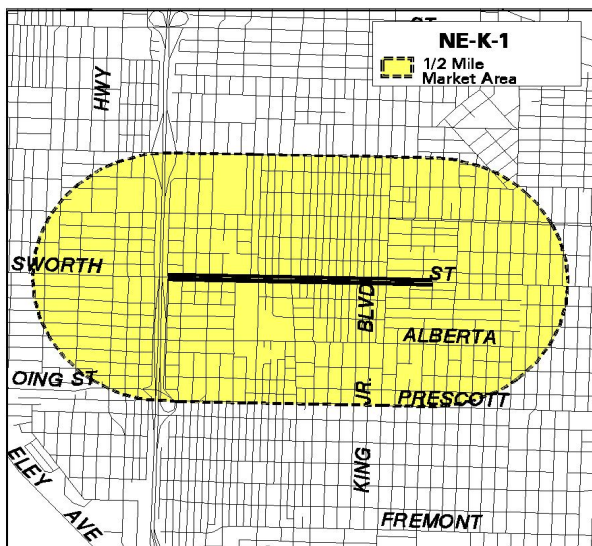 ST
NE-K-1
1/2 Mile
Market Area
HWY
SWORTH
ST
BLVD
ALBERTA
OING ST
JR.
PRESCOTT
KING
ELEY AVE
FREMONT